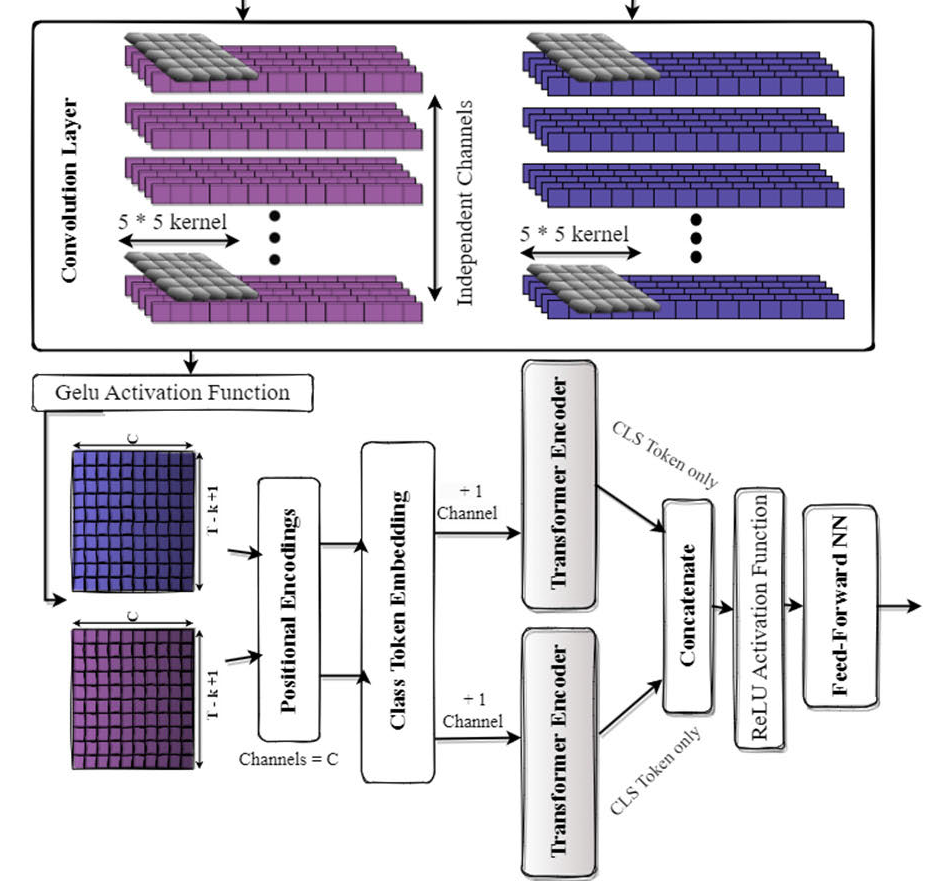 Convolution Layer
5 * 5 kernel
Independent Channels
5 * 5 kernel
Gelu Activation Function
C
T - k +1
C
T - k +1
Positional Encodings
Channels = C
Class Token Embedding
+ 1
Channel
+ 1
Channel
Transformer Encoder
Transformer Encoder
CLS Token only
CLS Token only
Concatenate
ReLU Activation Function
Feed-Forward NN